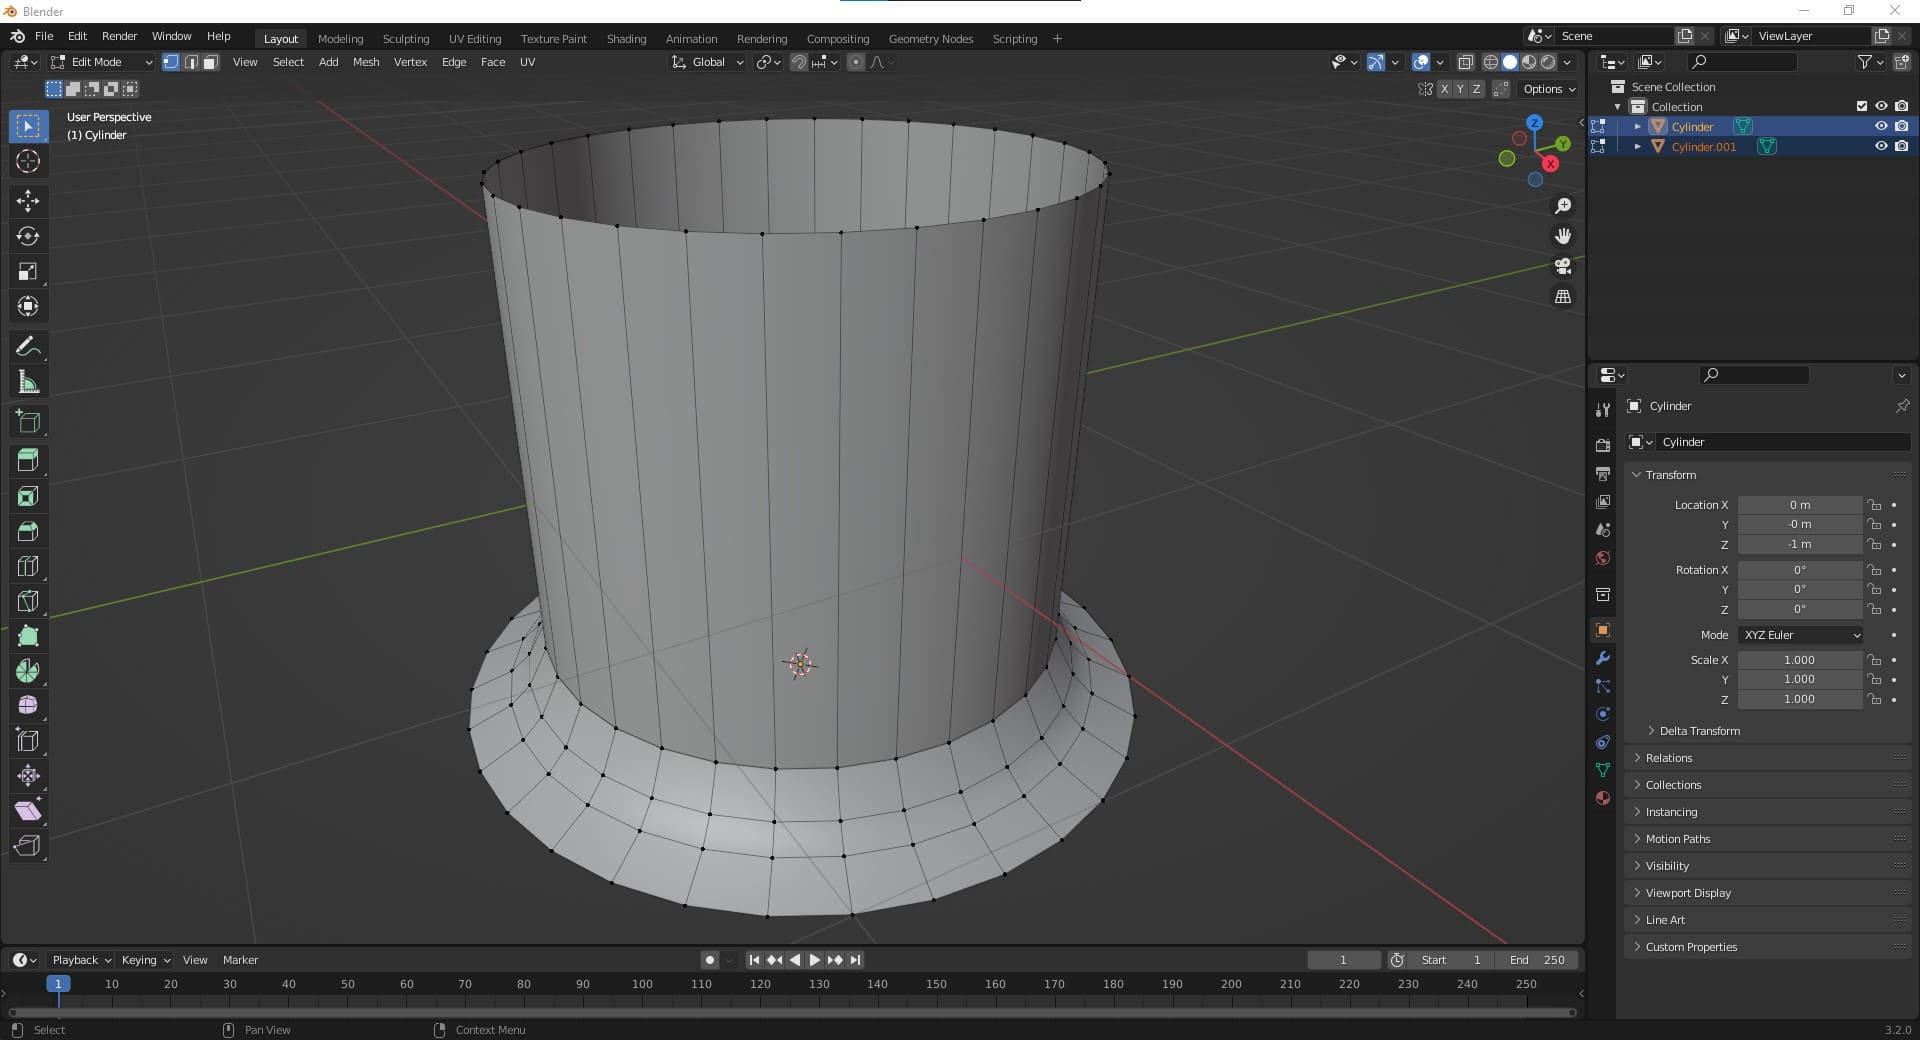 Blender
File Edit Render Window Help Layout Modeling Sculpting UV Editing Texture Paint Shading Animation Rendering Compositing Geometry Nodes Scripting + Scene ViewLayer
Edit Mode View Select Add Mesh Vertex Edge Face UV Global
X Y Z Options
User Perspective
(1) Cylinder
Z
Y
X
Scene Collection
Collection
Cylinder
Cylinder.001
Cylinder
Cylinder
Transform
Location X 0 m
Y -0 m
Z -1 m
Rotation X 0°
Y 0°
Z 0°
Mode XYZ Euler
Scale X 1.000
Y 1.000
Z 1.000
Delta Transform
Relations
Collections
Instancing
Motion Paths
Visibility
Viewport Display
Line Art
Custom Properties
Playback Keying View Marker 1 Start 1 End 250
1 10 20 30 40 50 60 70 80 90 100 110 120 130 140 150 160 170 180 190 200 210 220 230 240 250
Select Pan View Context Menu 3.2.0